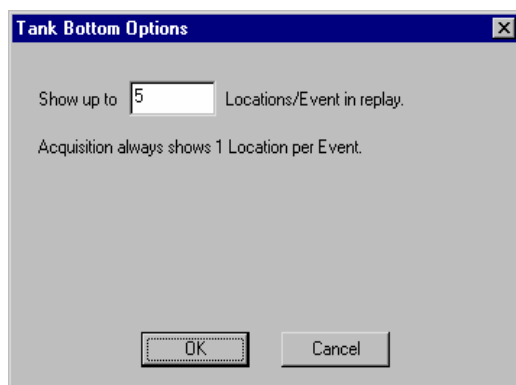 Tank Bottom Options
Show up to 5 Locations/Event in replay.
Acquisition always shows 1 Location per Event.
OK Cancel